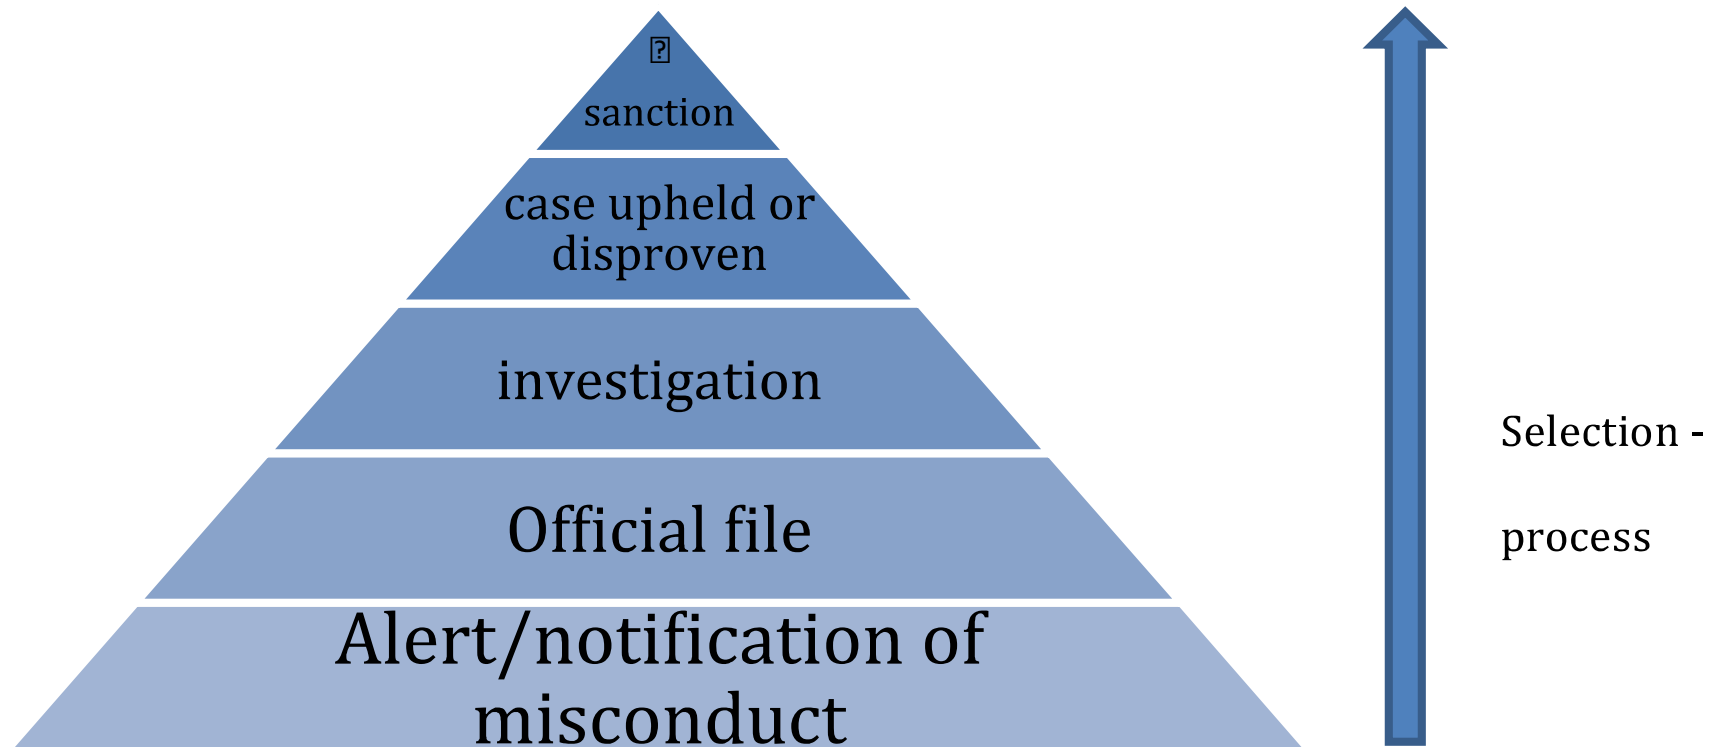 sanction
case upheld or
disproven
investigation
Official file
Alert/notification of
misconduct
Selection -
process